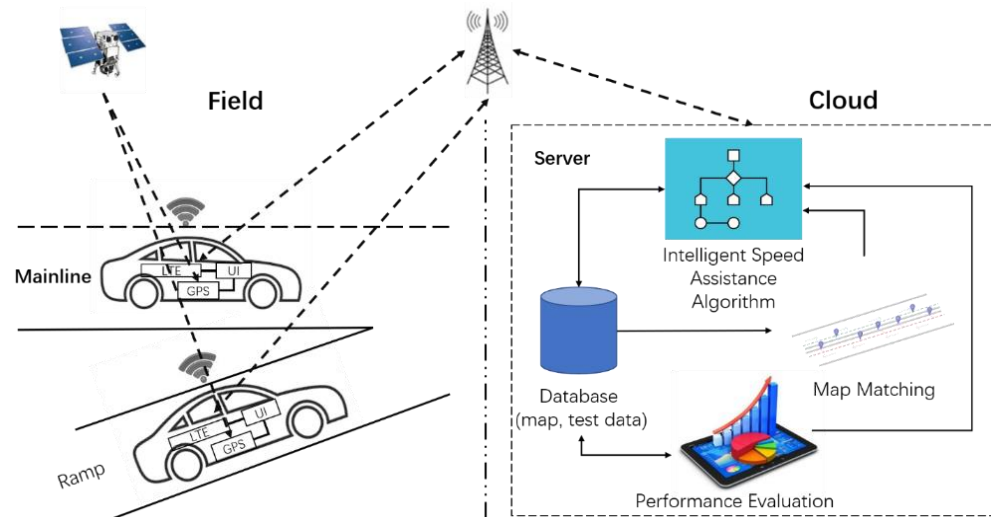 Field
Cloud
Server
Intelligent Speed
Assistance
Algorithm
Mainline
LTE
UI
GPS
Database
(map, test data)
Map Matching
LTE
UI
GPS
Ramp
Performance Evaluation